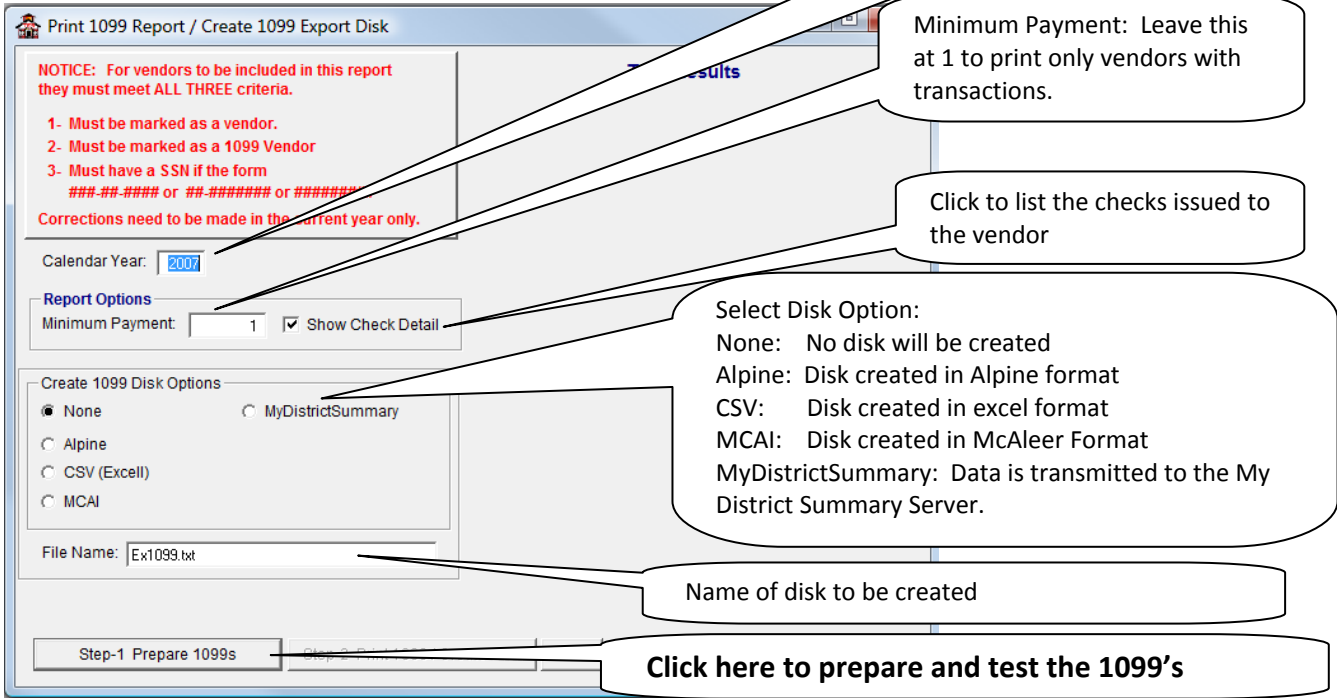 Print 1099 Report / Create 1099 Export Disk
NOTICE: For vendors to be included in this report
they must meet ALL THREE criteria.
1- Must be marked as a vendor.
2- Must be marked as a 1099 Vendor
3- Must have a SSN if the form
###-##-#### or ##-####### or #########.
Corrections need to be made in the current year only.
Calendar Year: 2007
Report Options
Minimum Payment: 1 Show Check Detail
Create 1099 Disk Options
None MyDistrictSummary
Alpine
CSV (Excell)
MCAI
File Name: Ex1099.txt
Step-1 Prepare 1099s
Minimum Payment: Leave this
at 1 to print only vendors with
transactions.
Click to list the checks issued to
the vendor
Select Disk Option:
None: No disk will be created
Alpine: Disk created in Alpine format
CSV: Disk created in excel format
MCAI: Disk created in McAleer Format
MyDistrictSummary: Data is transmitted to the My
District Summary Server.
Name of disk to be created
Click here to prepare and test the 1099's